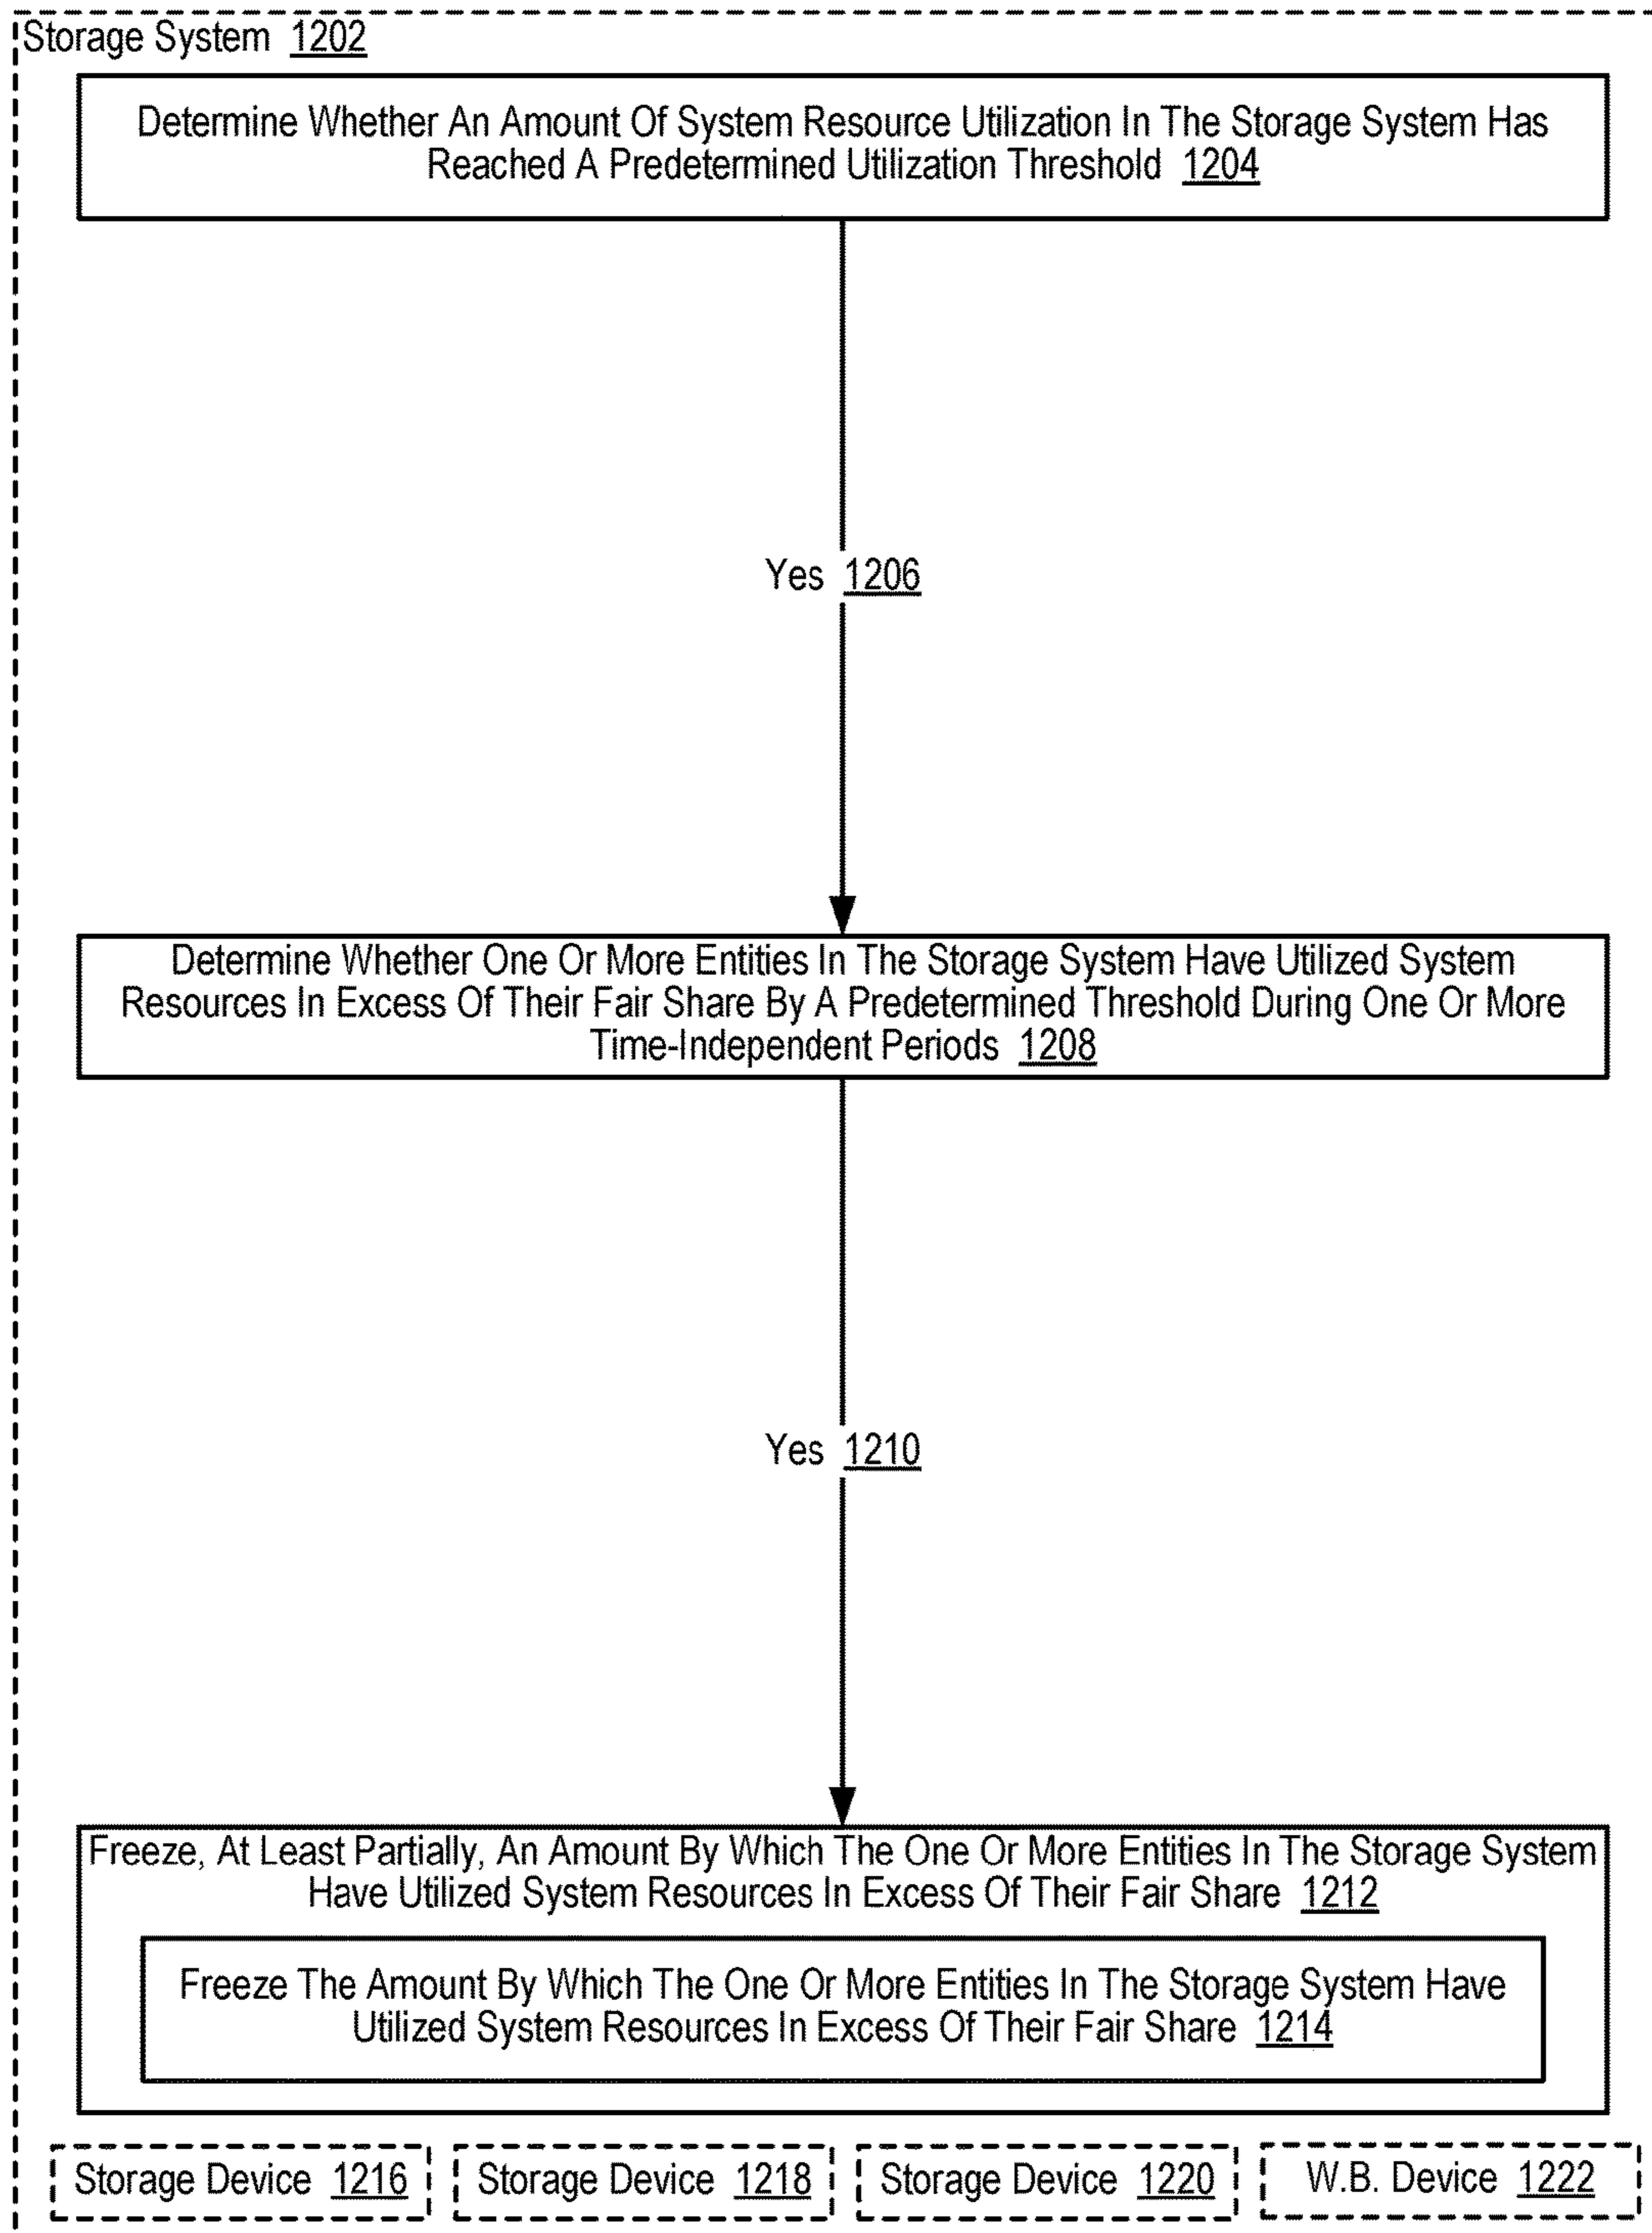 Storage System 1202
Determine Whether An Amount Of System Resource Utilization In The Storage System Has
Reached A Predetermined Utilization Threshold 1204
Yes 1206
Determine Whether One Or More Entities In The Storage System Have Utilized System
Resources In Excess Of Their Fair Share By A Predetermined Threshold During One Or More
Time-Independent Periods 1208
Yes 1210
Freeze, At Least Partially, An Amount By Which The One Or More Entities In The Storage System
Have Utilized System Resources In Excess Of Their Fair Share 1212
Freeze The Amount By Which The One Or More Entities In The Storage System Have
Utilized System Resources In Excess Of Their Fair Share 1214
Storage Device 1216
Storage Device 1218
Storage Device 1220
W.B. Device 1222